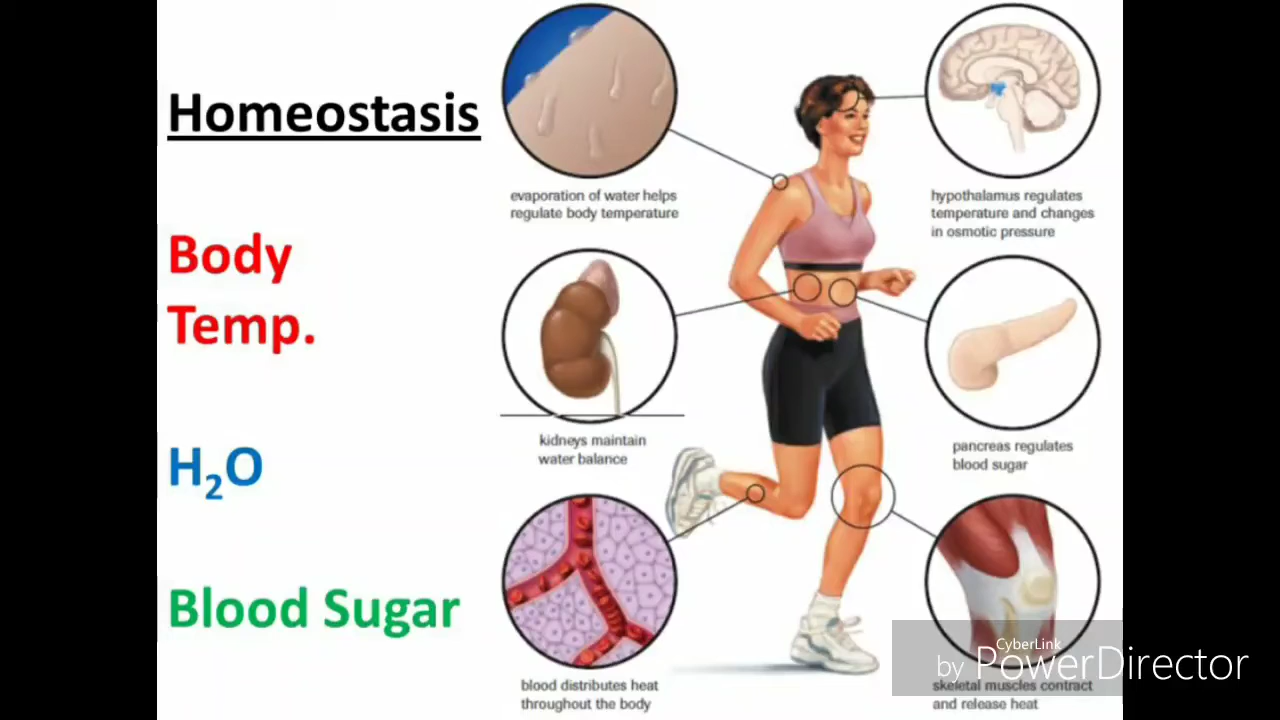 Homeostasis
Body
Temp.
H₂O
Blood Sugar
evaporation of water helps
regulate body temperature
hypothalamus regulates
temperature and changes
in osmotic pressure
kidneys maintain
water balance
pancreas regulates
blood sugar
blood distributes heat
throughout the body
skeletal muscles contract
and release heat
CyberLink
by PowerDirector